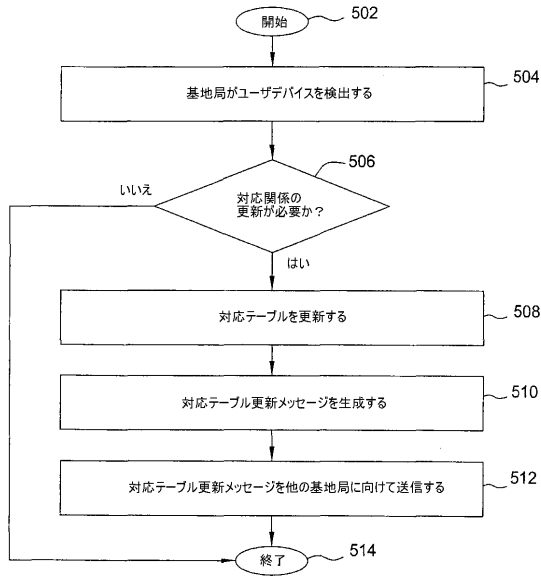 開始
502
基地局がユーザデバイスを検出する
504
506
対応関係の
更新が必要か？
いいえ
はい
対応テーブルを更新する
508
対応テーブル更新メッセージを生成する
510
対応テーブル更新メッセージを他の基地局に向けて送信する
512
終了
514